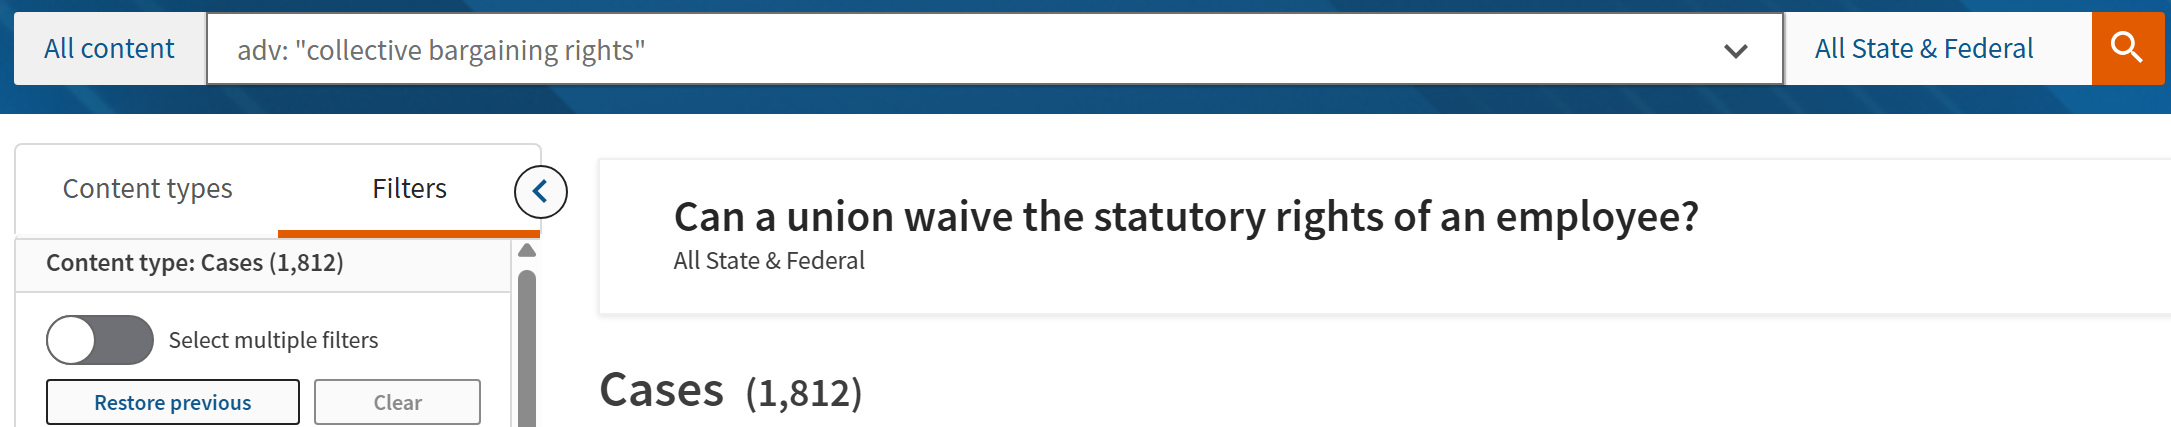 All content adv: "collective bargaining rights" All State & Federal
Content types Filters
Content type: Cases (1,812)
Select multiple filters
Restore previous Clear
Can a union waive the statutory rights of an employee?
All State & Federal
Cases (1,812)